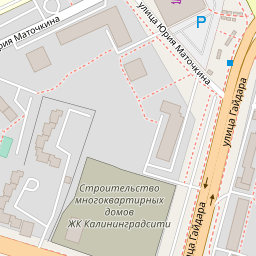 P
улица Юрия Маточкина
Юрия Маточкина
улица Гайдара
Строительство
многоквартирных
домов
ЖК Калининградсити
улица Гайдара